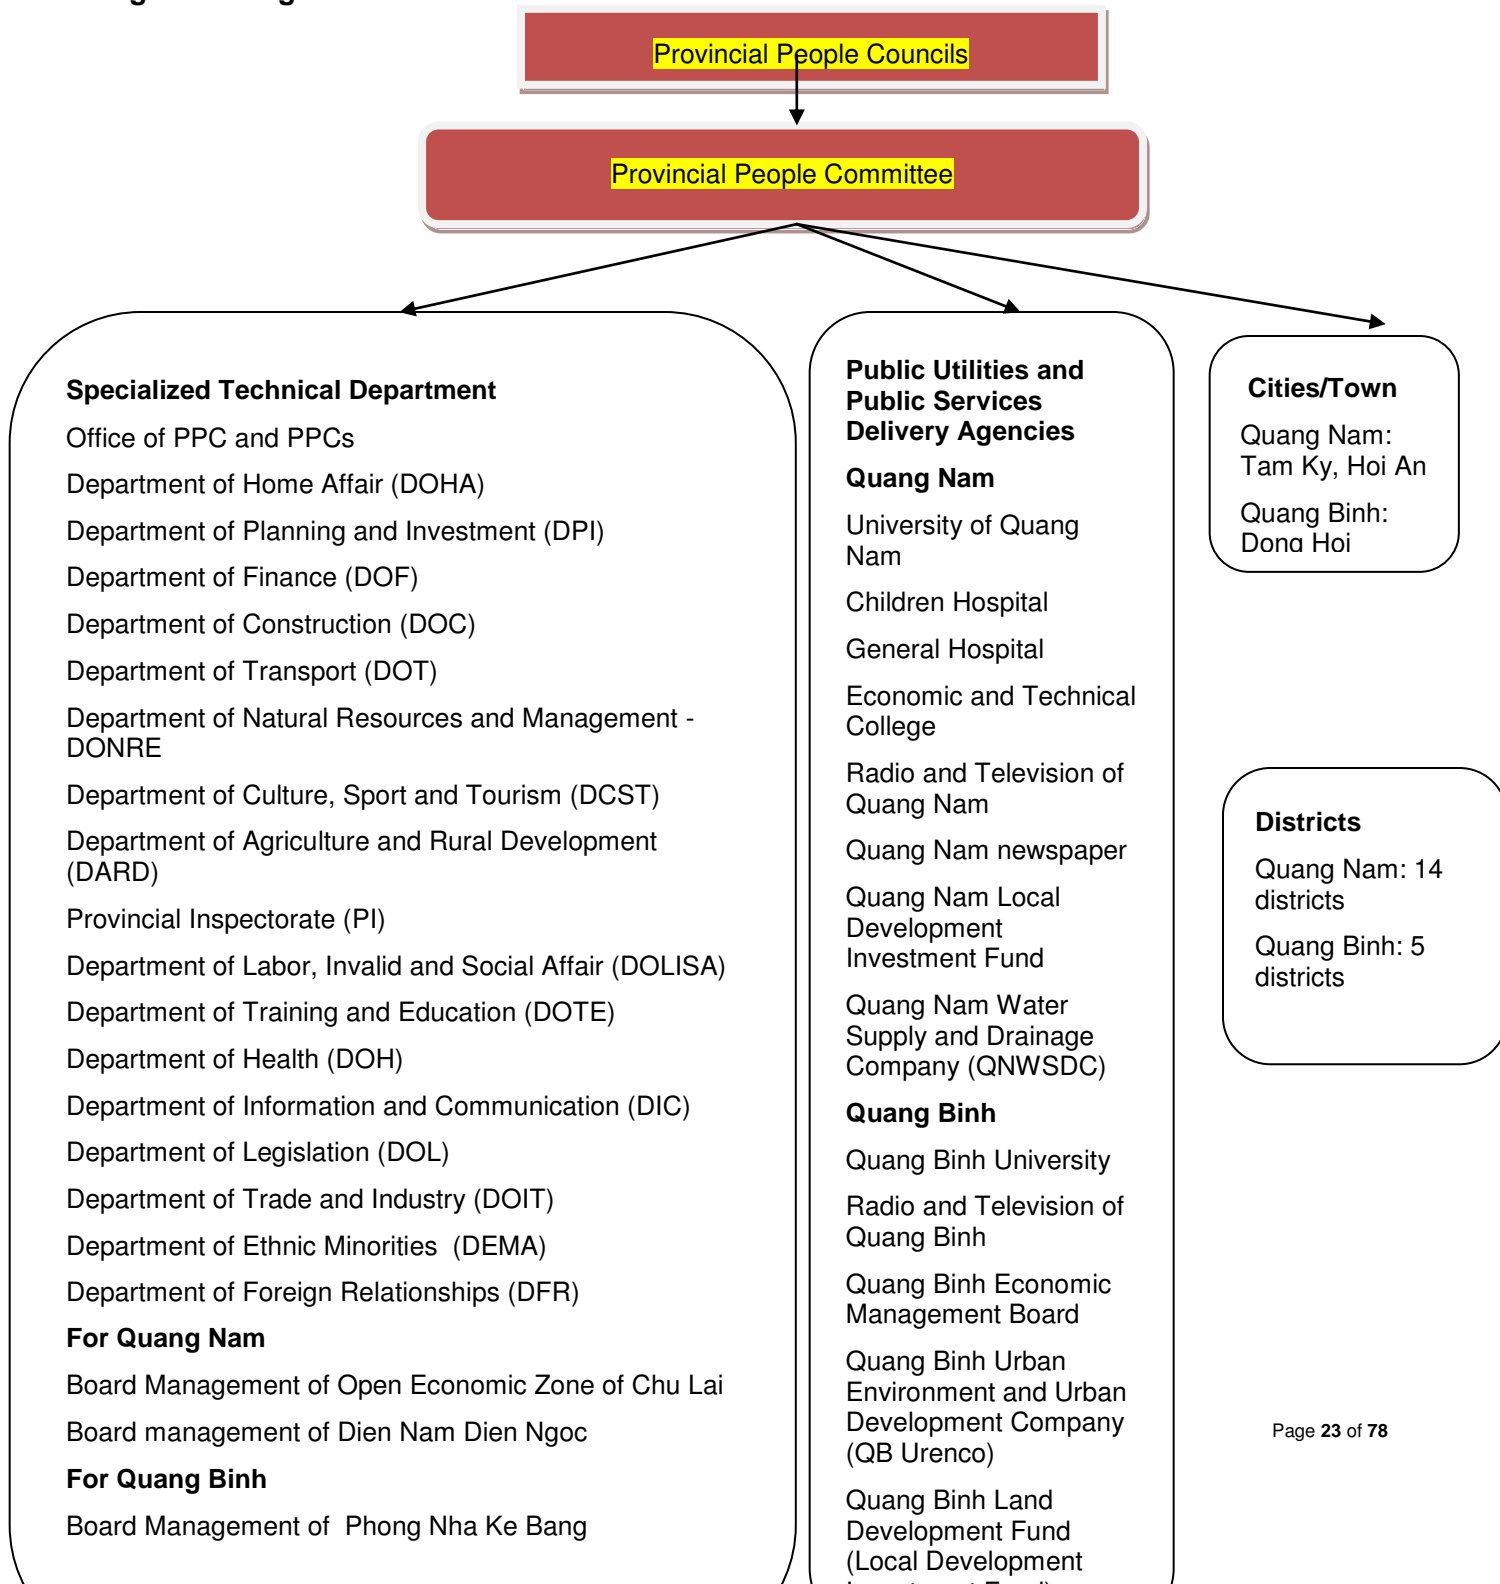 Provincial People Councils
Provincial People Committee
Specialized Technical Department
Office of PPC and PPCs
Department of Home Affair (DOHA)
Department of Planning and Investment (DPI)
Department of Finance (DOF)
Department of Construction (DOC)
Department of Transport (DOT)
Department of Natural Resources and Management -
DONRE
Department of Culture, Sport and Tourism (DCST)
Department of Agriculture and Rural Development
(DARD)
Provincial Inspectorate (PI)
Department of Labor, Invalid and Social Affair (DOLISA)
Department of Training and Education (DOTE)
Department of Health (DOH)
Department of Information and Communication (DIC)
Department of Legislation (DOL)
Department of Trade and Industry (DOIT)
Department of Ethnic Minorities  (DEMA)
Department of Foreign Relationships (DFR)
For Quang Nam
Board Management of Open Economic Zone of Chu Lai
Board management of Dien Nam Dien Ngoc
For Quang Binh
Board Management of  Phong Nha Ke Bang
Public Utilities and
Public Services
Delivery Agencies
Quang Nam
University of Quang
Nam
Children Hospital
General Hospital
Economic and Technical
College
Radio and Television of
Quang Nam
Quang Nam newspaper
Quang Nam Local
Development
Investment Fund
Quang Nam Water
Supply and Drainage
Company (QNWSDC)
Quang Binh
Quang Binh University
Radio and Television of
Quang Binh
Quang Binh Economic
Management Board
Quang Binh Urban
Environment and Urban
Development Company
(QB Urenco)
Quang Binh Land
Development Fund
(Local Development
Cities/Town
Quang Nam:
Tam Ky, Hoi An
Quang Binh:
Dong Hoi
Districts
Quang Nam: 14
districts
Quang Binh: 5
districts
Page 23 of 78